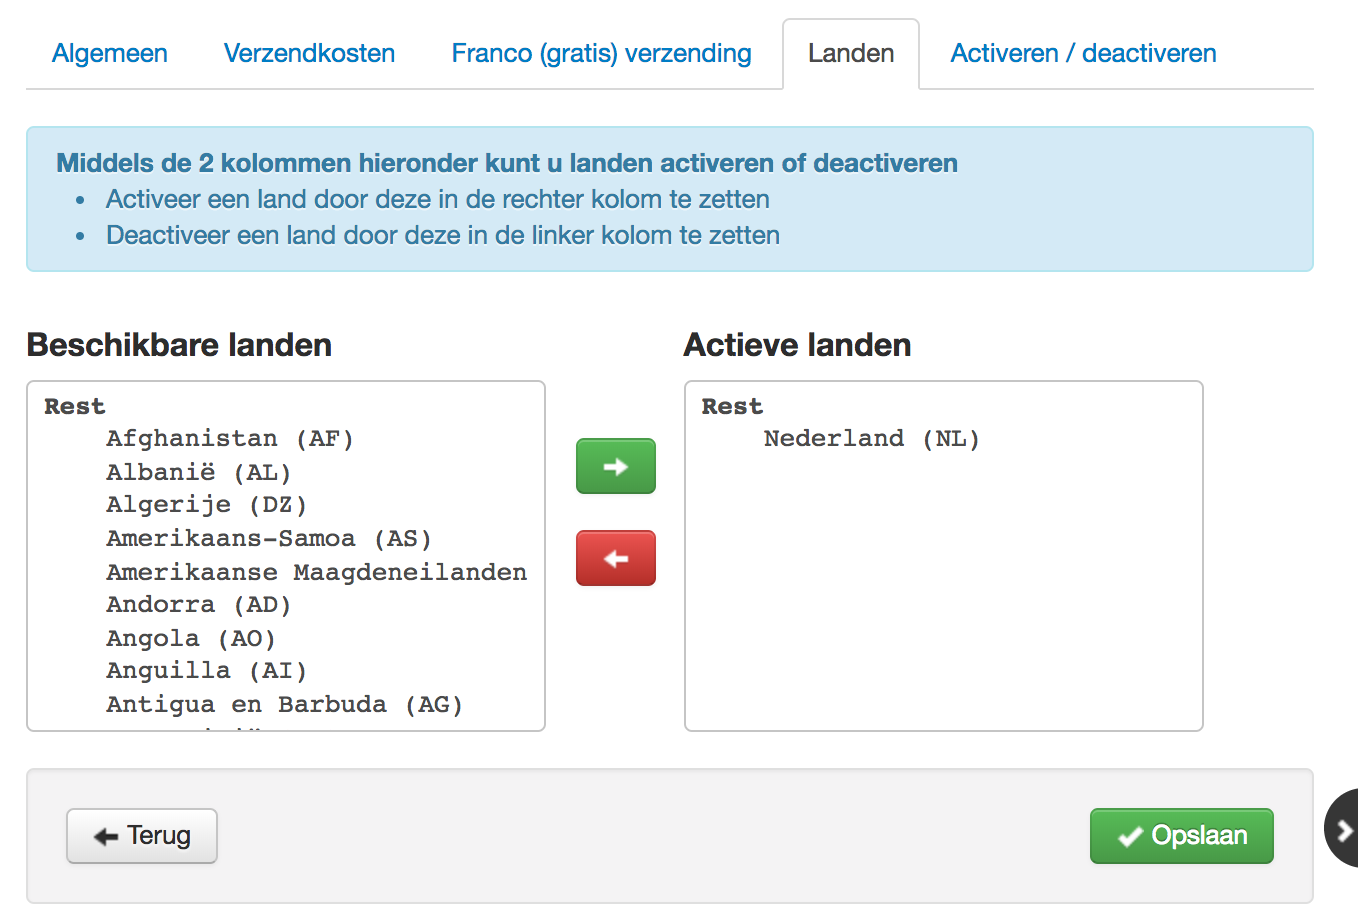 Algemeen Verzendkosten Franco (gratis) verzending Landen Activeren / deactiveren
Middels de 2 kolommen hieronder kunt u landen activeren of deactiveren
• Activeer een land door deze in de rechter kolom te zetten
• Deactiveer een land door deze in de linker kolom te zetten
Beschikbare landen
Rest
Afghanistan (AF)
Albanië (AL)
Algerije (DZ)
Amerikaans-Samoa (AS)
Amerikaanse Maagdeneilanden
Andorra (AD)
Angola (AO)
Anguilla (AI)
Antigua en Barbuda (AG)
Actieve landen
Rest
Nederland (NL)
Terug
Opslaan